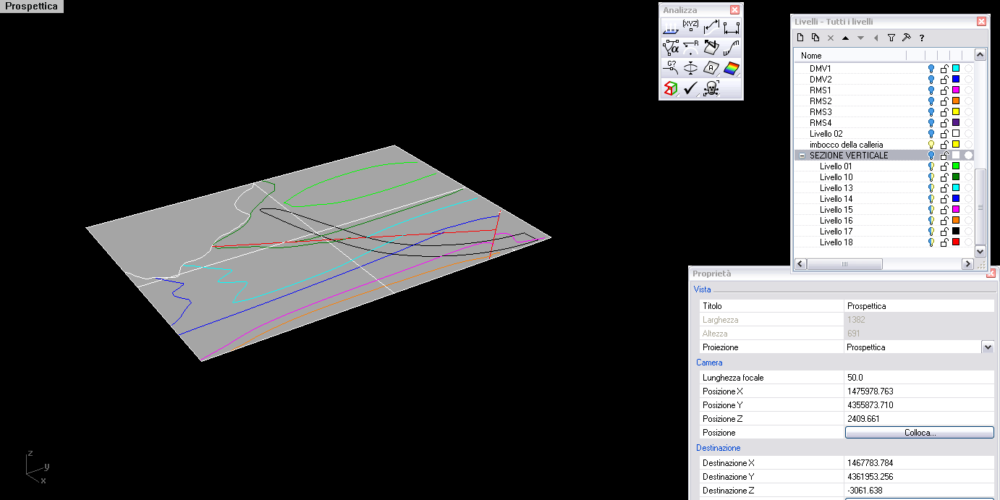 Prospettica
Analizza
(XYZ)
R
α
G?
A
Livelli - Tutti i livelli
?
Nome
DMV1
DMV2
RMS1
RMS2
RMS3
RMS4
Livello 02
imbocco della calleria
SEZIONE VERTICALE
Livello 01
Livello 10
Livello 13
Livello 14
Livello 15
Livello 16
Livello 17
Livello 18
Proprietà
Vista
Titolo Prospettica
Larghezza 1382
Altezza 691
Proiezione Prospettica
Camera
Lunghezza focale 50.0
Posizione X 1475978.763
Posizione Y 4355873.710
Posizione Z 2409.661
Posizione Colloca...
Destinazione
Destinazione X 1467783.784
Destinazione Y 4361953.256
Destinazione Z -3061.638
z
y
x